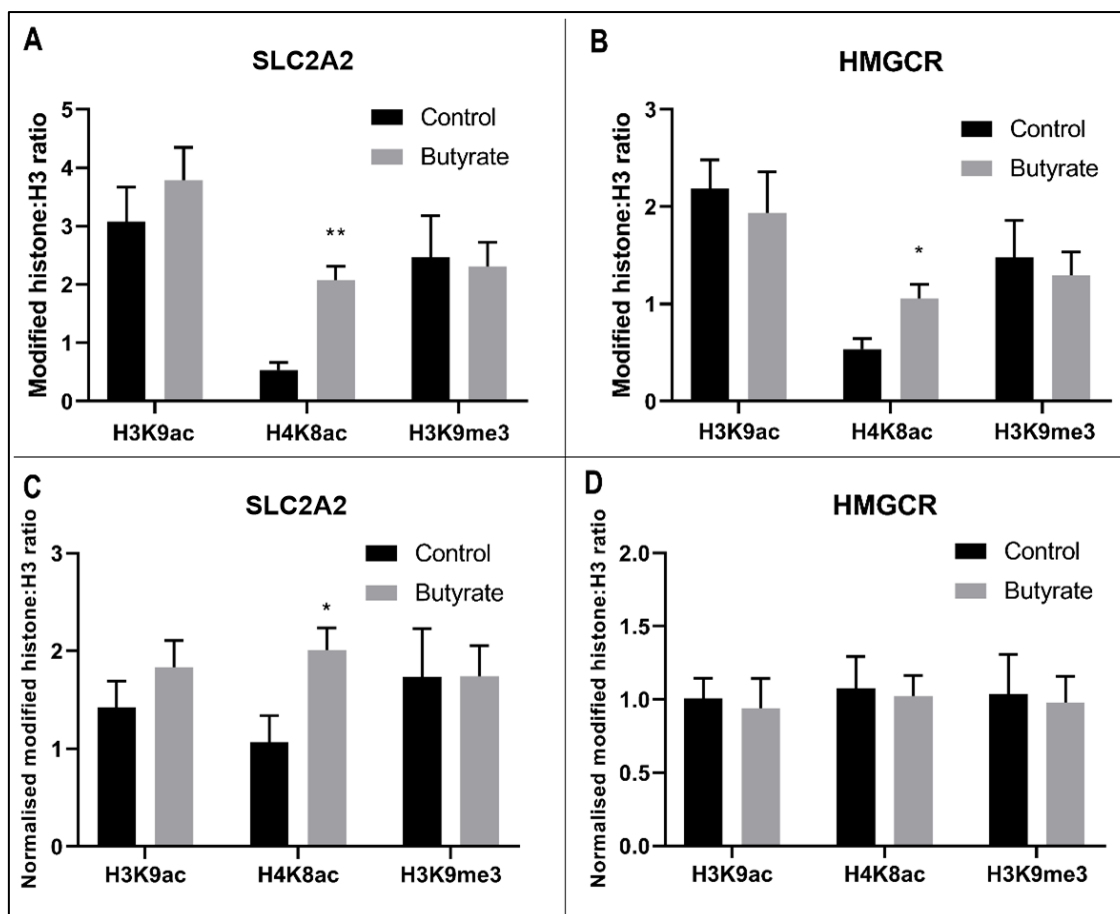 A
SLC2A2
Modified histone:H3 ratio
5
4
3
2
1
0
Control
Butyrate
**
H3K9ac
H4K8ac
H3K9me3
B
HMGCR
Modified histone:H3 ratio
3
2
1
0
Control
Butyrate
*
H3K9ac
H4K8ac
H3K9me3
C
SLC2A2
Normalised modified histone:H3 ratio
3
2
1
0
Control
Butyrate
*
H3K9ac
H4K8ac
H3K9me3
D
HMGCR
Normalised modified histone:H3 ratio
2.0
1.5
1.0
0.5
0.0
Control
Butyrate
H3K9ac
H4K8ac
H3K9me3